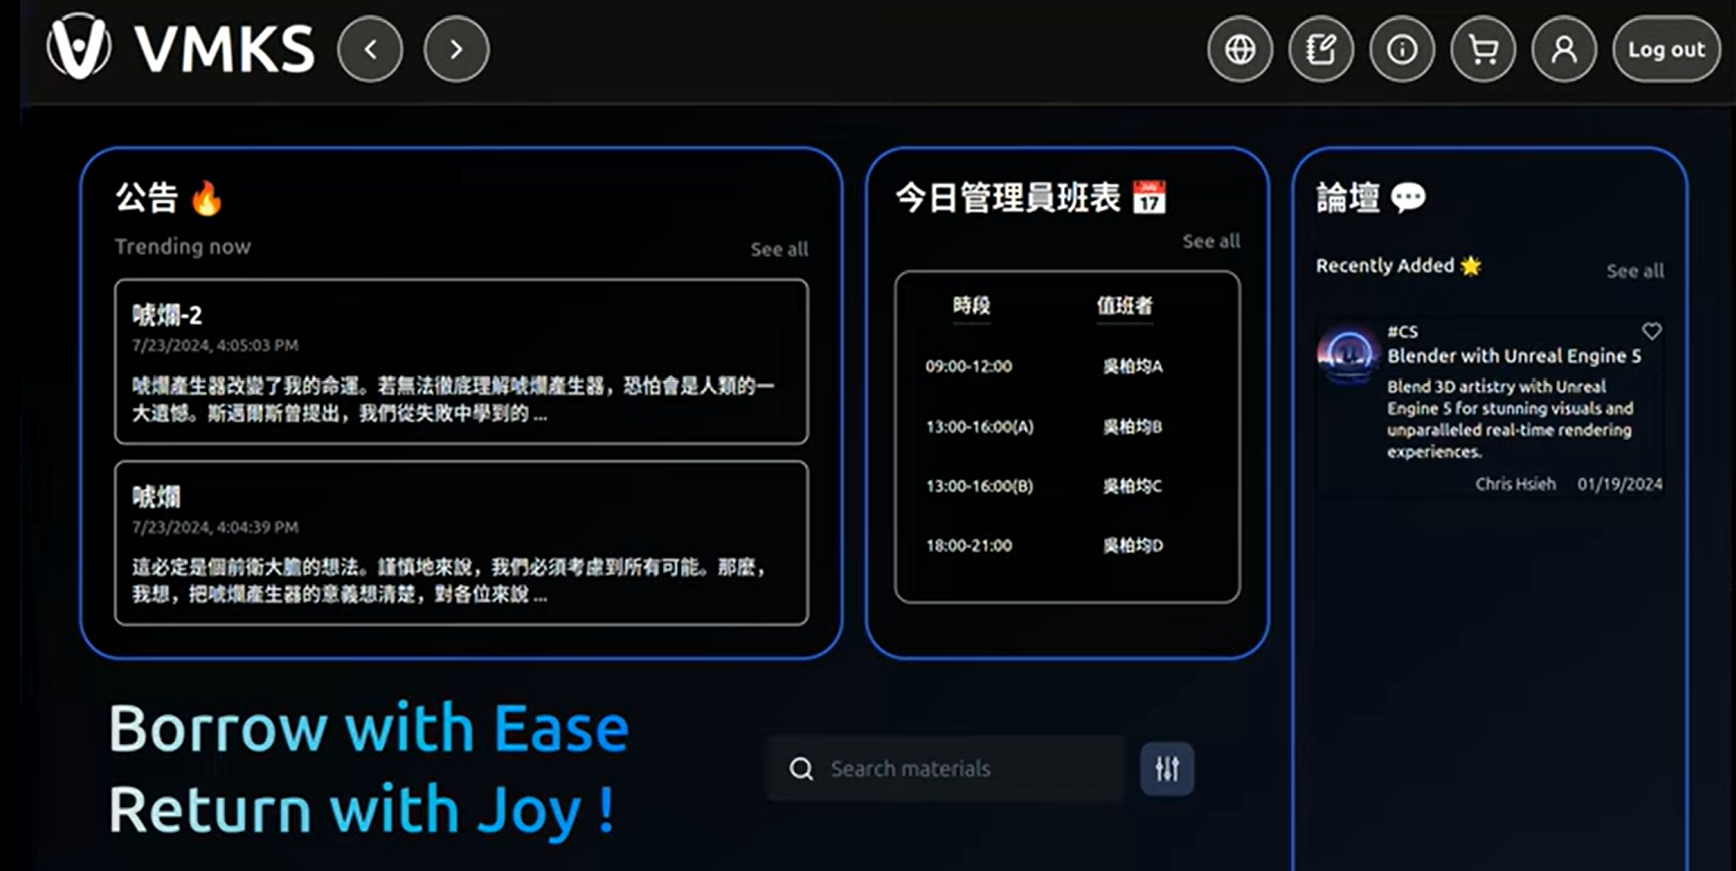 VMKS
Log out
公告 🔥
Trending now
See all
唬爛-2
7/23/2024, 4:05:03 PM
唬爛產生器改變了我的命運。若無法徹底理解唬爛產生器，恐怕會是人類的一
大遺憾。斯邁爾斯曾提出，我們從失敗中學到的 ...
唬爛
7/23/2024, 4:04:39 PM
這必定是個前衛大膽的想法。謹慎地來說，我們必須考慮到所有可能。那麼，
我想，把唬爛產生器的意義想清楚，對各位來說 ...
今日管理員班表 📅
See all
時段 值班者
09:00-12:00 吳柏均A
13:00-16:00(A) 吳柏均B
13:00-16:00(B) 吳柏均C
18:00-21:00 吳柏均D
論壇 💬
Recently Added 🌟
See all
#CS
Blender with Unreal Engine 5
Blend 3D artistry with Unreal
Engine 5 for stunning visuals and
unparalleled real-time rendering
experiences.
Chris Hsieh 01/19/2024
Borrow with Ease
Return with Joy !
Search materials